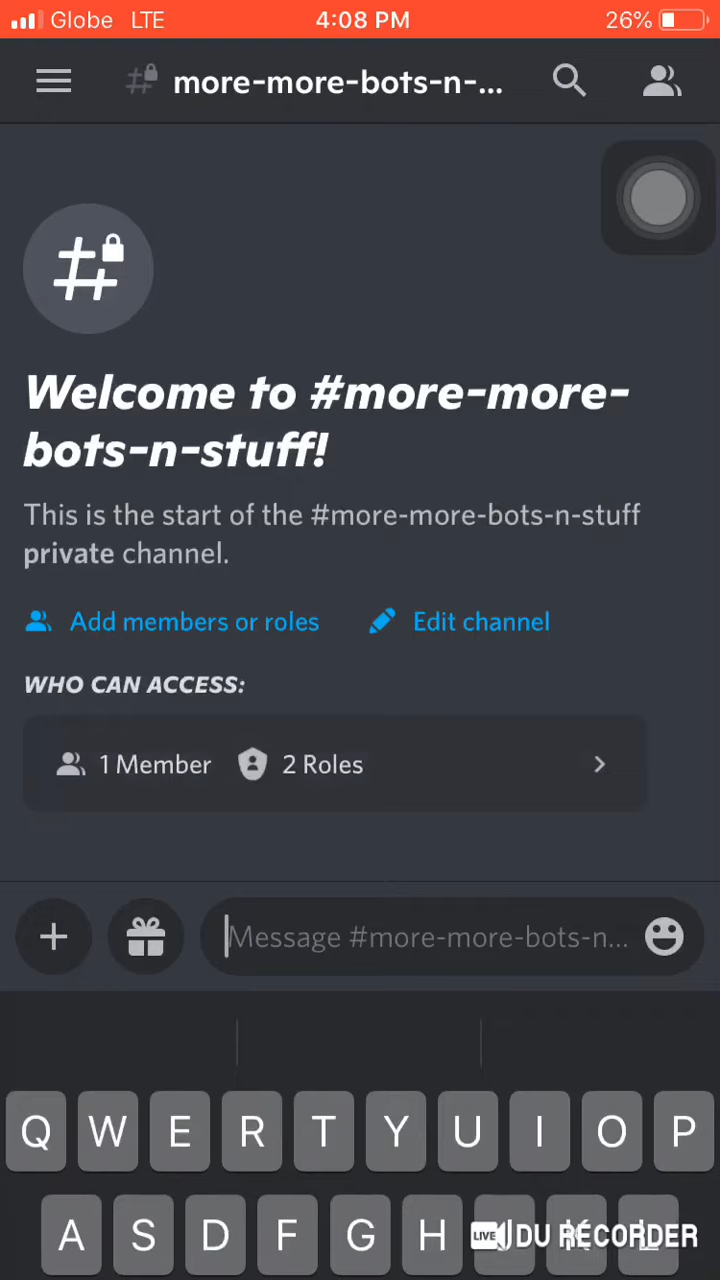 Globe LTE 4:08 PM 26%
more-more-bots-n-...
Welcome to #more-more-
bots-n-stuff!
This is the start of the #more-more-bots-n-stuff
private channel.
Add members or roles Edit channel
WHO CAN ACCESS:
1 Member 2 Roles
Message #more-more-bots-n...
Q W E R T Y U I O P
A S D F G H
LIVE DU RECORDER